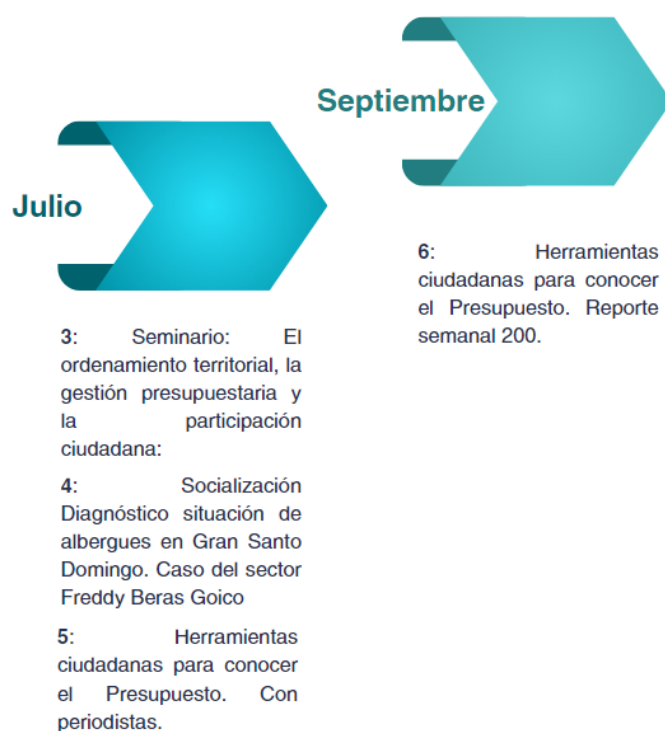 Julio
3: Seminario: El
ordenamiento territorial, la
gestión presupuestaria y
la participación
ciudadana:
4: Socialización
Diagnóstico situación de
albergues en Gran Santo
Domingo. Caso del sector
Freddy Beras Goico
5: Herramientas
ciudadanas para conocer
el Presupuesto. Con
periodistas.
Septiembre
6: Herramientas
ciudadanas para conocer
el Presupuesto. Reporte
semanal 200.